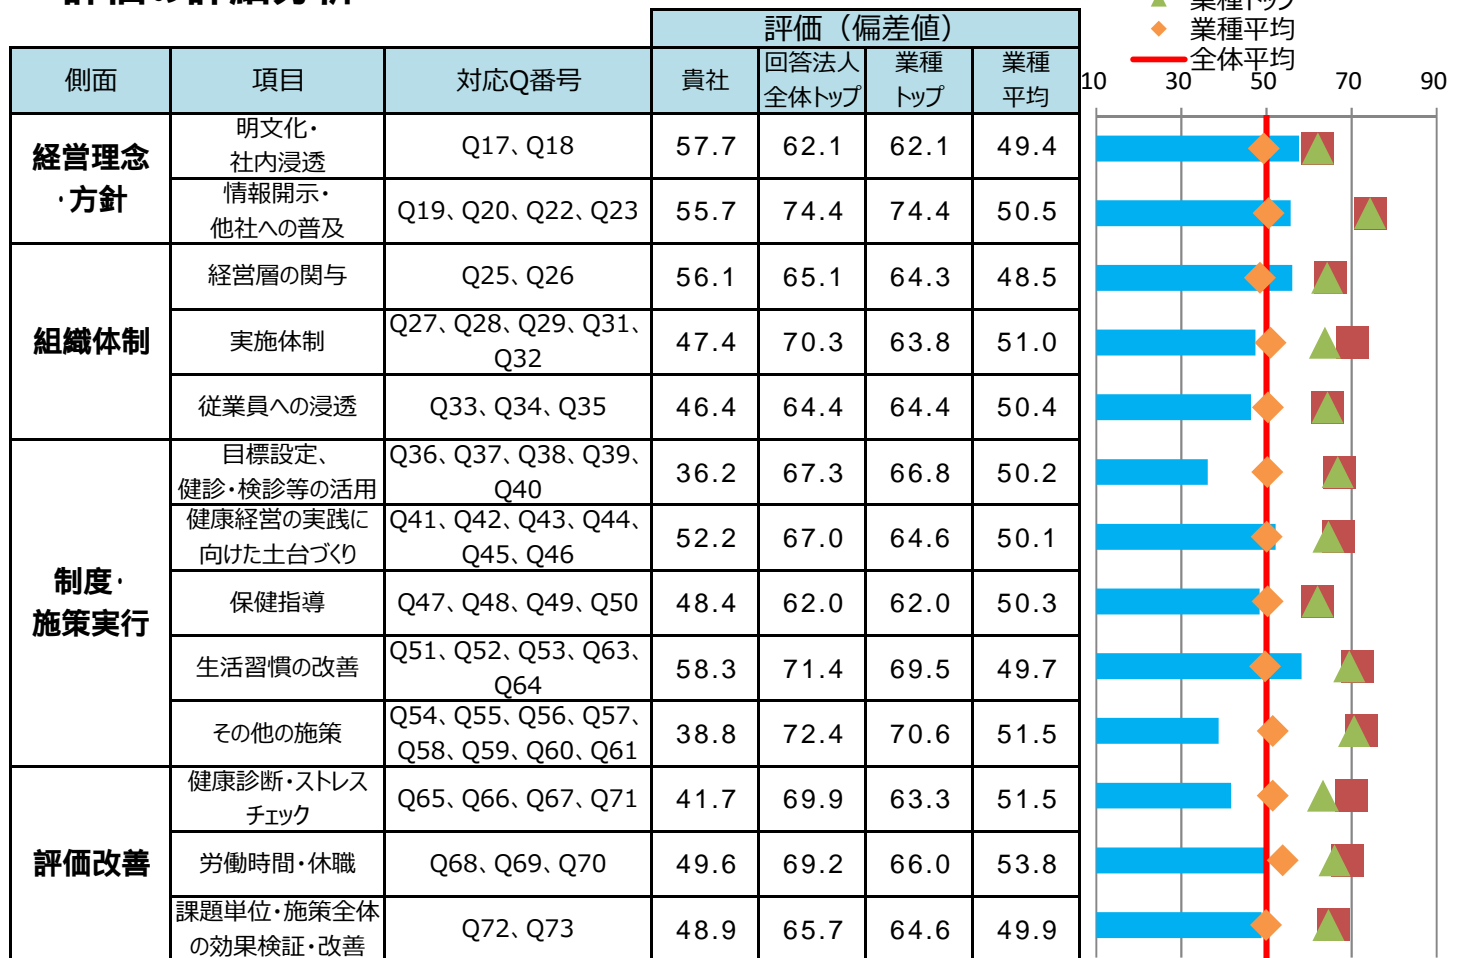 評価の詳細分析
業種トップ
業種平均
全体平均
評価（偏差値）
側面 項目 対応Q番号 貴社 回答法人 業種 業種
全体トップ トップ 平均
10 30 50 70 90
経営理念
・方針
明文化・
社内浸透
Q17、Q18 57.7 62.1 62.1 49.4
情報開示・
他社への普及
Q19、Q20、Q22、Q23 55.7 74.4 74.4 50.5
組織体制
経営層の関与 Q25、Q26 56.1 65.1 64.3 48.5
実施体制
Q27、Q28、Q29、Q31、
Q32
47.4 70.3 63.8 51.0
従業員への浸透 Q33、Q34、Q35 46.4 64.4 64.4 50.4
制度・
施策実行
目標設定、
健診・検診等の活用
Q36、Q37、Q38、Q39、
Q40
36.2 67.3 66.8 50.2
健康経営の実践に
向けた土台づくり
Q41、Q42、Q43、Q44、
Q45、Q46
52.2 67.0 64.6 50.1
保健指導 Q47、Q48、Q49、Q50 48.4 62.0 62.0 50.3
生活習慣の改善
Q51、Q52、Q53、Q63、
Q64
58.3 71.4 69.5 49.7
その他の施策
Q54、Q55、Q56、Q57、
Q58、Q59、Q60、Q61
38.8 72.4 70.6 51.5
評価改善
健康診断・ストレス
チェック
Q65、Q66、Q67、Q71 41.7 69.9 63.3 51.5
労働時間・休職 Q68、Q69、Q70 49.6 69.2 66.0 53.8
課題単位・施策全体
の効果検証・改善
Q72、Q73 48.9 65.7 64.6 49.9